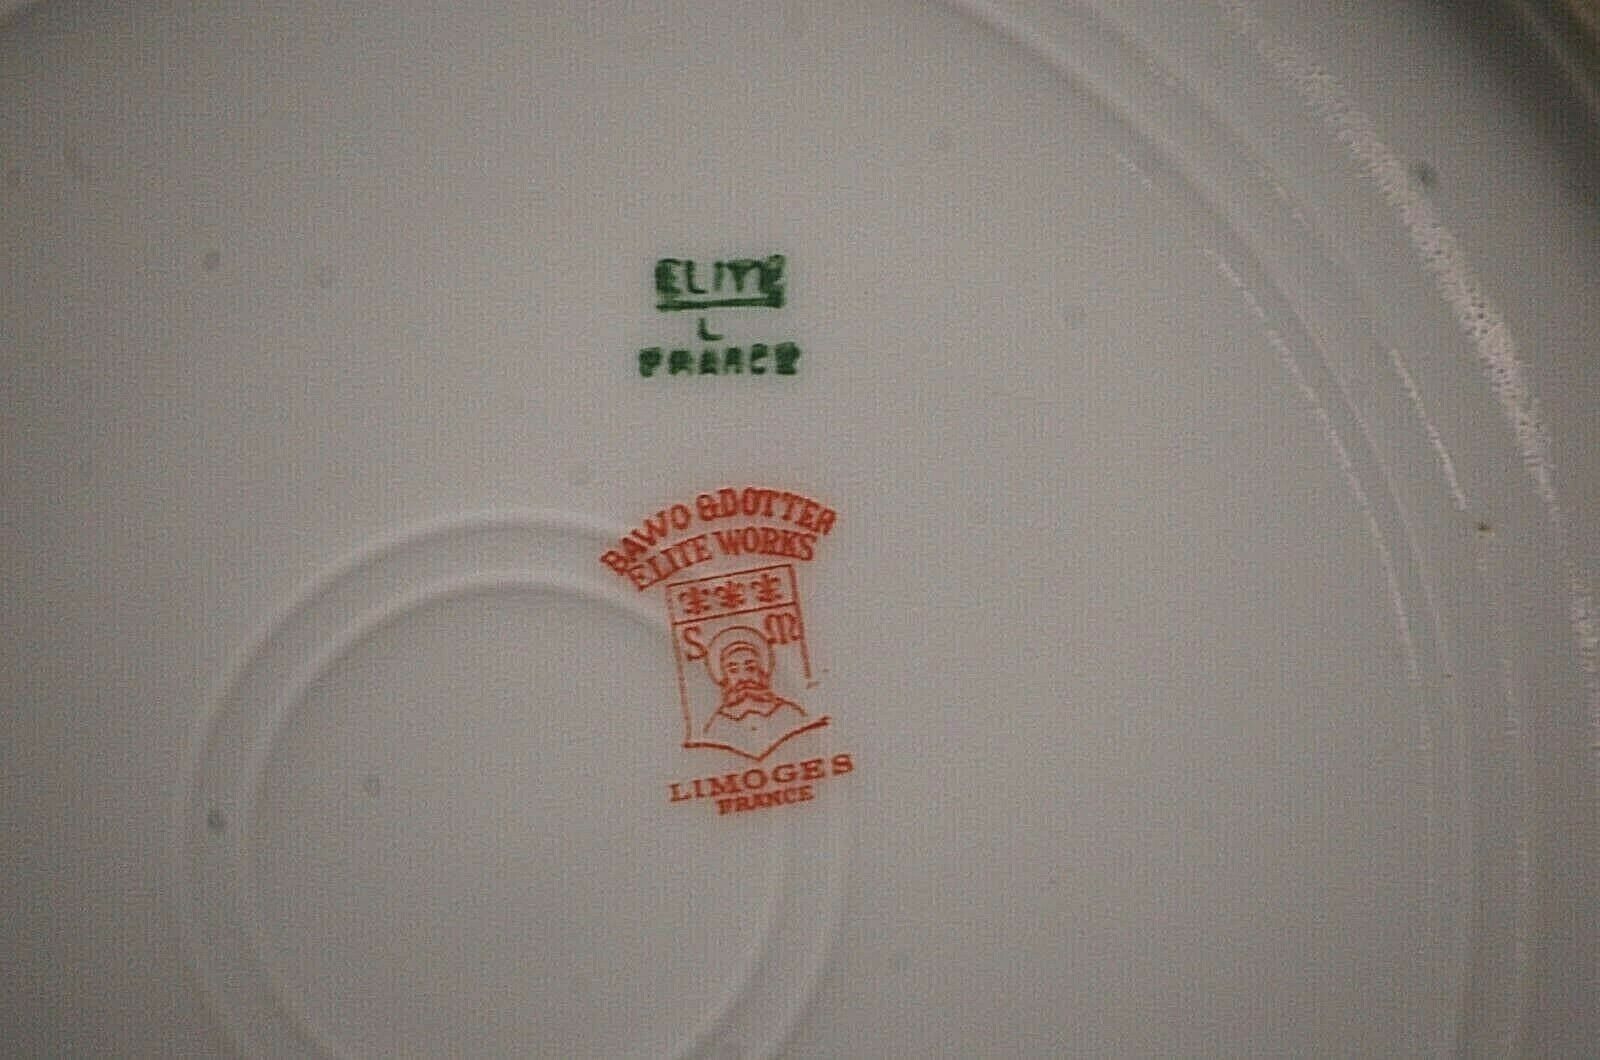 ELITE
L
FRANCE
BAWO & DOTTER
ELITE WORKS
S M
LIMOGES
FRANCE